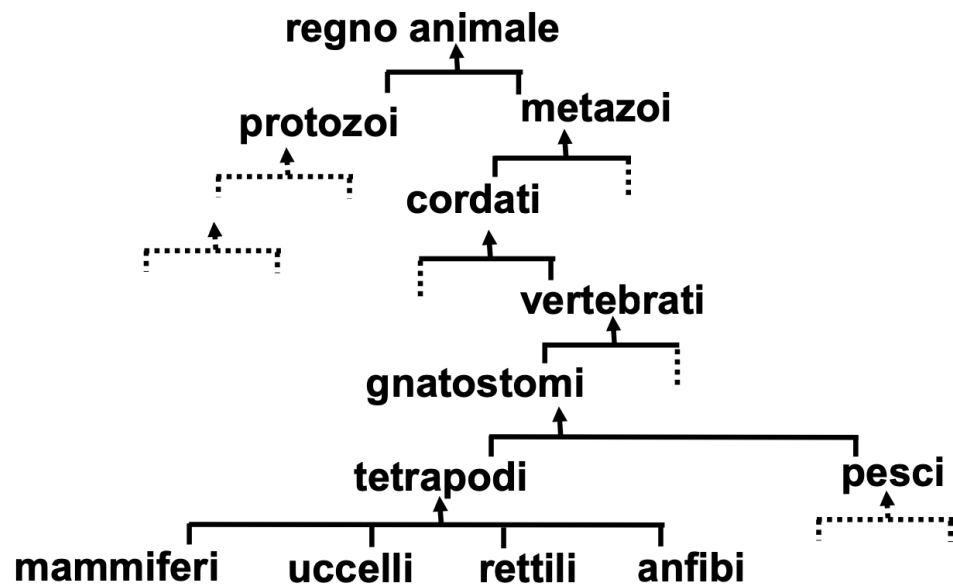 regno animale
protozoi metazoi
cordati
vertebrati
gnatostomi
tetrapodi pesci
mammiferi uccelli rettili anfibi